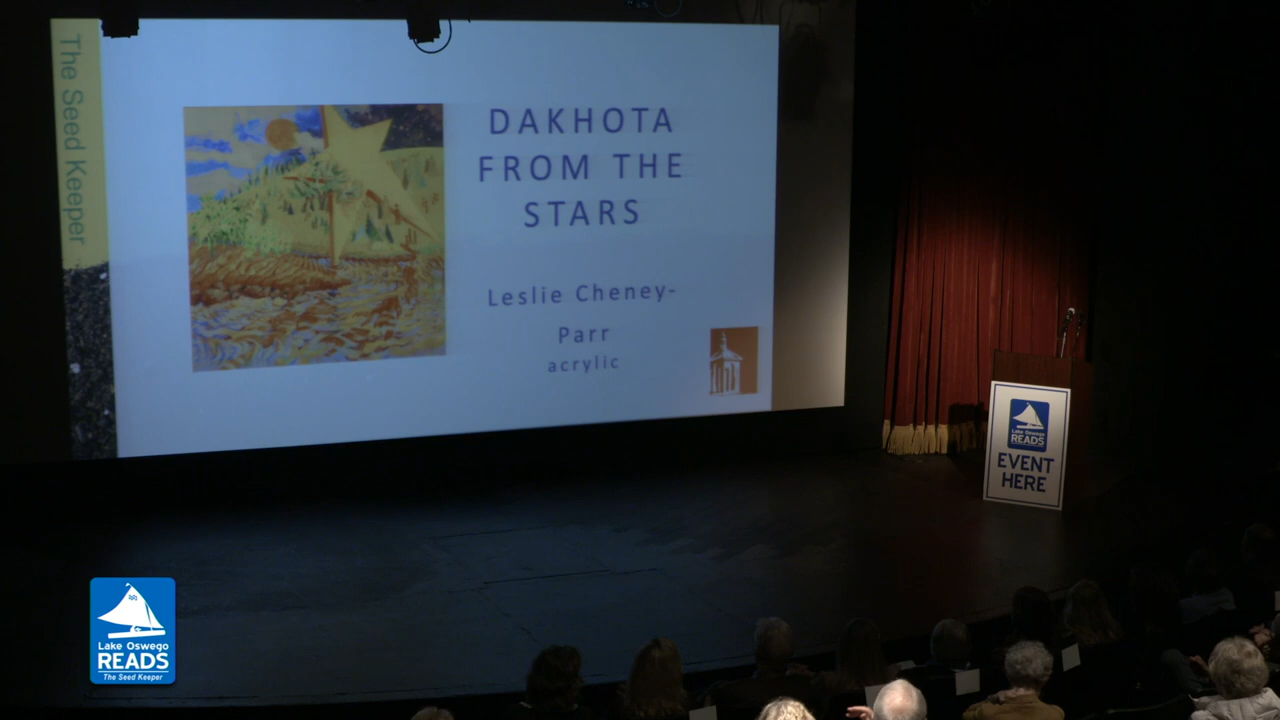 The Seed Keeper
DAKHOTA
FROM THE
STARS
Leslie Cheney-
Parr
acrylic
Lake Oswego
READS
EVENT
HERE
Lake Oswego
READS
The Seed Keeper